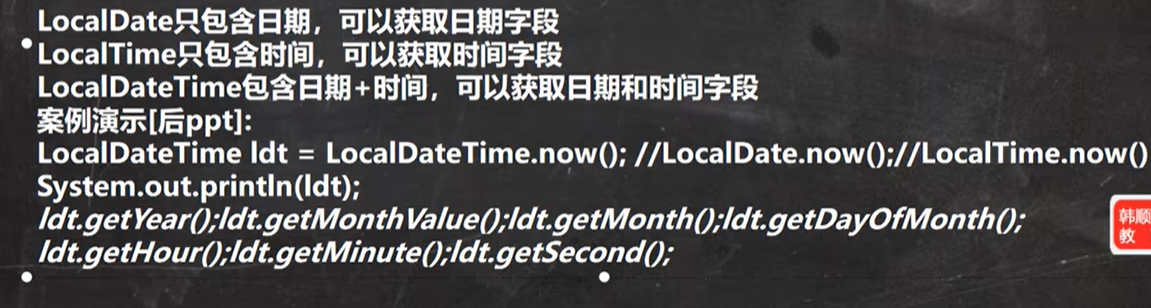 LocalDate只包含日期，可以获取日期字段
LocalTime只包含时间，可以获取时间字段
LocalDateTime包含日期+时间，可以获取日期和时间字段
案例演示[后ppt]:
LocalDateTime ldt = LocalDateTime.now(); //LocalDate.now();//LocalTime.now()
System.out.println(ldt);
ldt.getYear();ldt.getMonthValue();ldt.getMonth();ldt.getDayOfMonth();
ldt.getHour();ldt.getMinute();ldt.getSecond();
韩顺
教